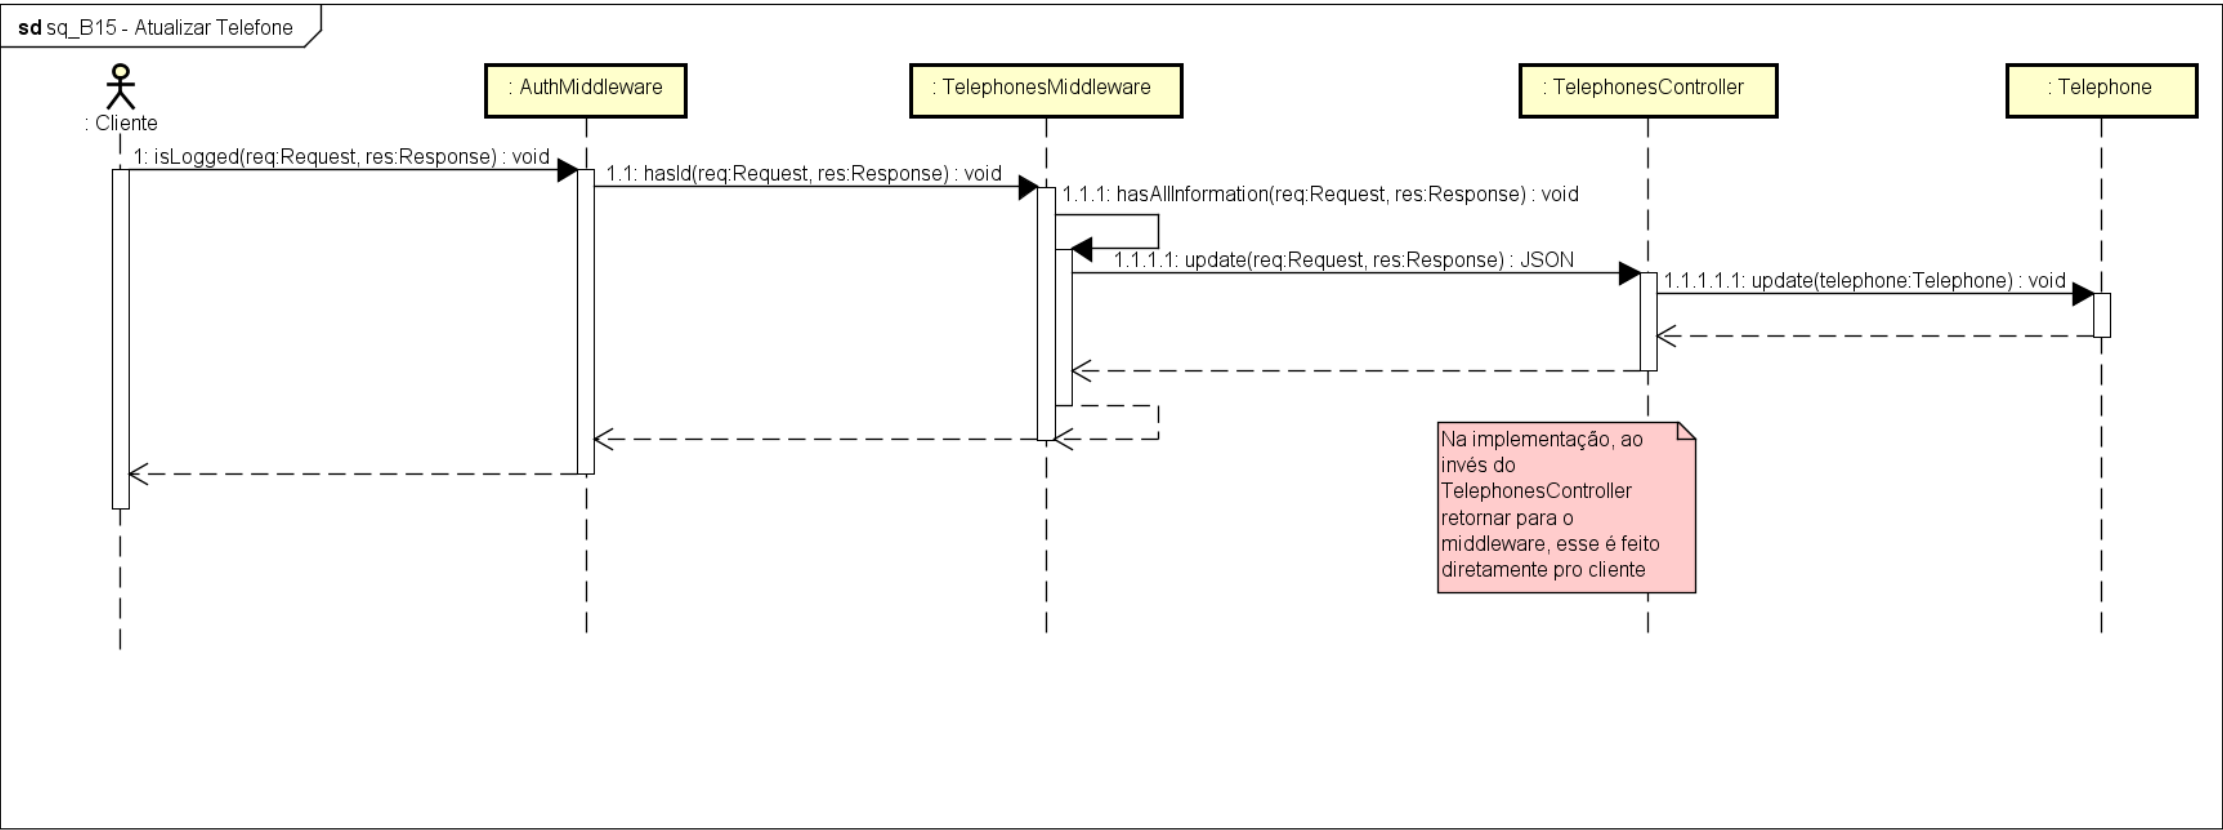 sd sq_B15 - Atualizar Telefone
: Cliente
: AuthMiddleware
: TelephonesMiddleware
: TelephonesController
: Telephone
1: isLogged(req:Request, res:Response) : void
1.1: hasId(req:Request, res:Response) : void
1.1.1: hasAllInformation(req:Request, res:Response) : void
1.1.1.1: update(req:Request, res:Response) : JSON
1.1.1.1.1: update(telephone:Telephone) : void
Na implementação, ao
invés do
TelephonesController
retornar para o
middleware, esse é feito
diretamente pro cliente